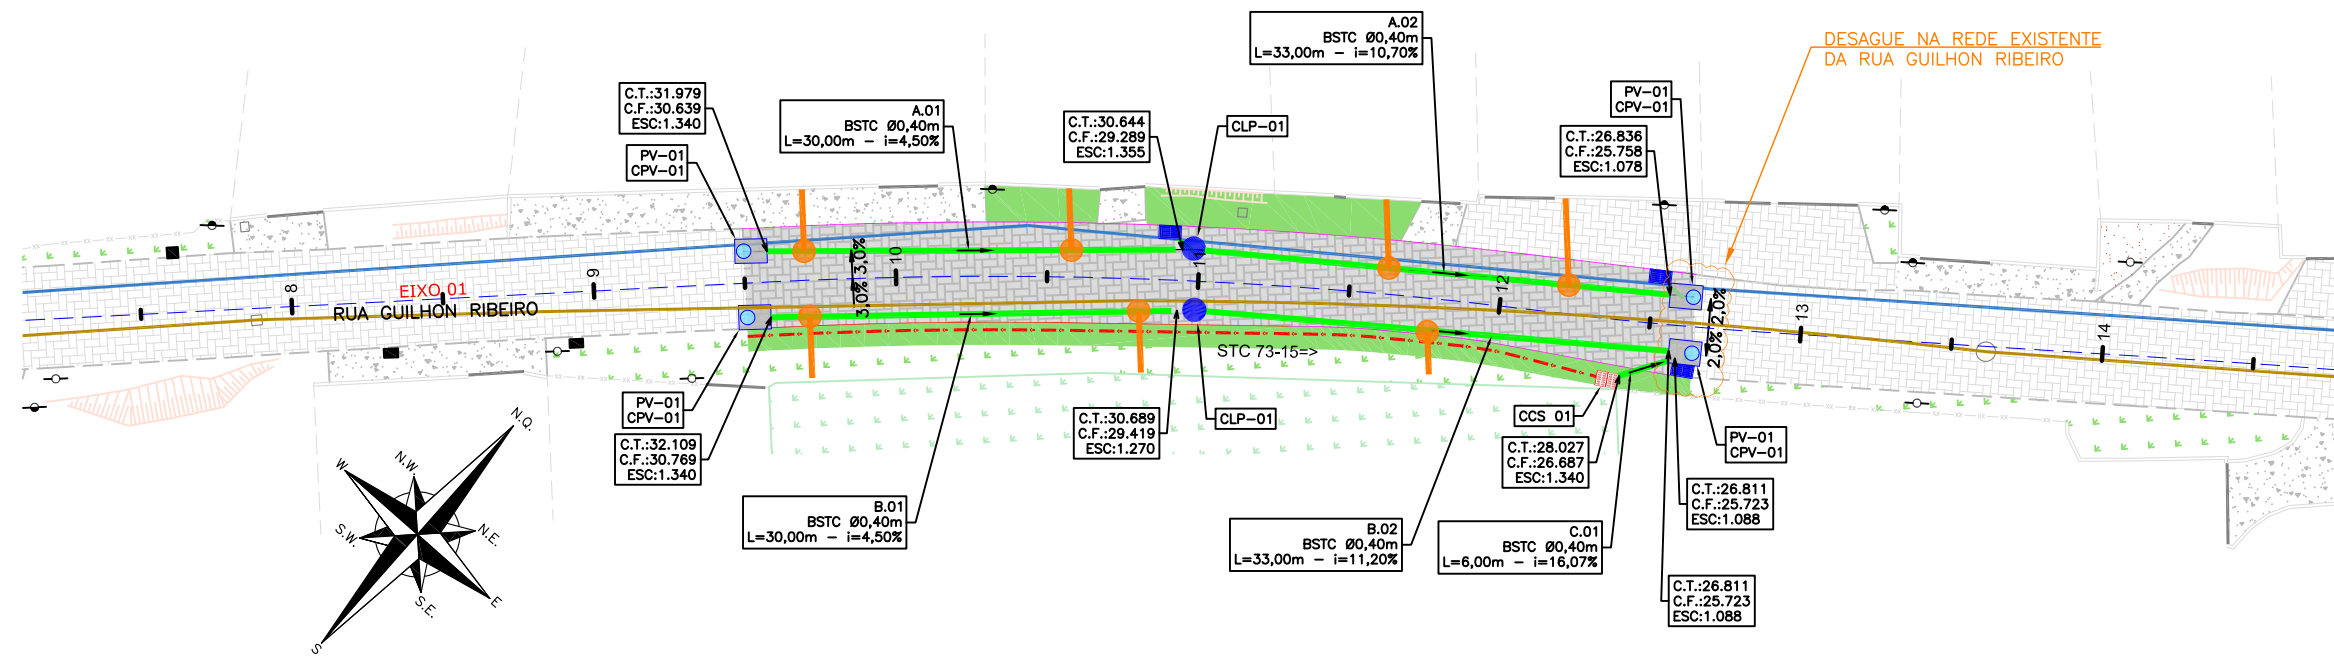 A.02
BSTC Ø0,40m
L=33,00m - i=10,70%
DESAGUE NA REDE EXISTENTE
DA RUA GUILHON RIBEIRO
C.T.:31.979
C.F.:30.639
ESC:1.340
A.01
BSTC Ø0,40m
L=30,00m - i=4,50%
C.T.:30.644
C.F.:29.289
ESC:1.355
CLP-01
PV-01
CPV-01
C.T.:26.836
C.F.:25.758
ESC:1.078
PV-01
CPV-01
8
9
10
11
12
13
14
3,0%
3,0%
2,0%
2,0%
EIXO 01
RUA GUILHON RIBEIRO
STC 73-15=>
PV-01
CPV-01
C.T.:32.109
C.F.:30.769
ESC:1.340
C.T.:30.689
C.F.:29.419
ESC:1.270
CLP-01
CCS 01
C.T.:28.027
C.F.:26.687
ESC:1.340
PV-01
CPV-01
C.T.:26.811
C.F.:25.723
ESC:1.088
B.01
BSTC Ø0,40m
L=30,00m - i=4,50%
B.02
BSTC Ø0,40m
L=33,00m - i=11,20%
C.01
BSTC Ø0,40m
L=6,00m - i=16,07%
C.T.:26.811
C.F.:25.723
ESC:1.088
N.Q.
N.W.
W
S.W.
N.E.
S.E.
E
S